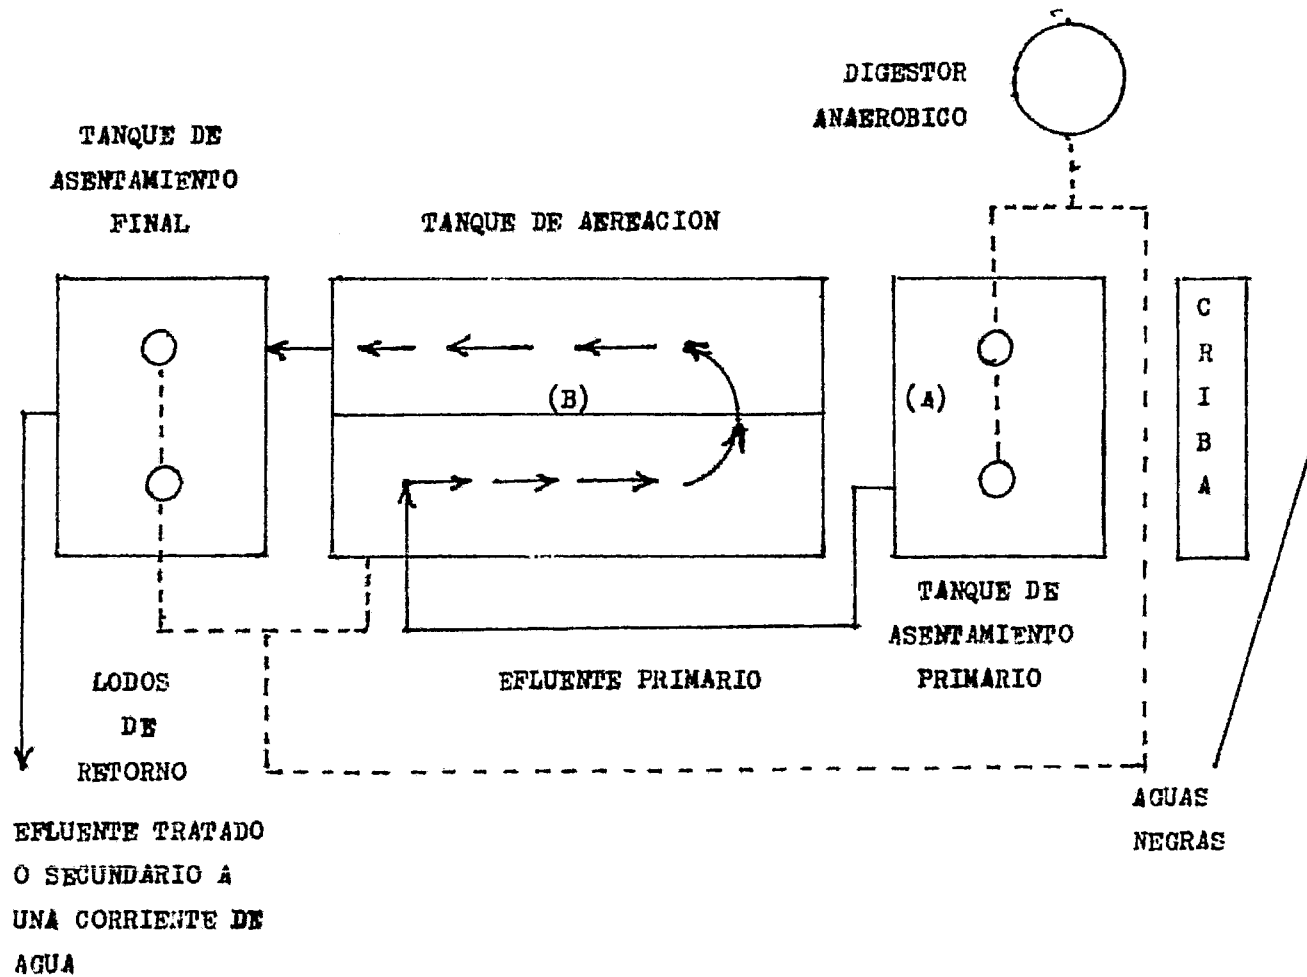 DIGESTOR
ANAEROBICO
TANQUE DE
ASENTAMIENTO
FINAL
TANQUE DE AEREACION
(B)
(A)
C
R
I
B
A
TANQUE DE
ASENTAMIENTO
PRIMARIO
EFLUENTE PRIMARIO
LODOS
DE
RETORNO
AGUAS
NEGRAS
EFLUENTE TRATADO
O SECUNDARIO A
UNA CORRIENTE DE
AGUA